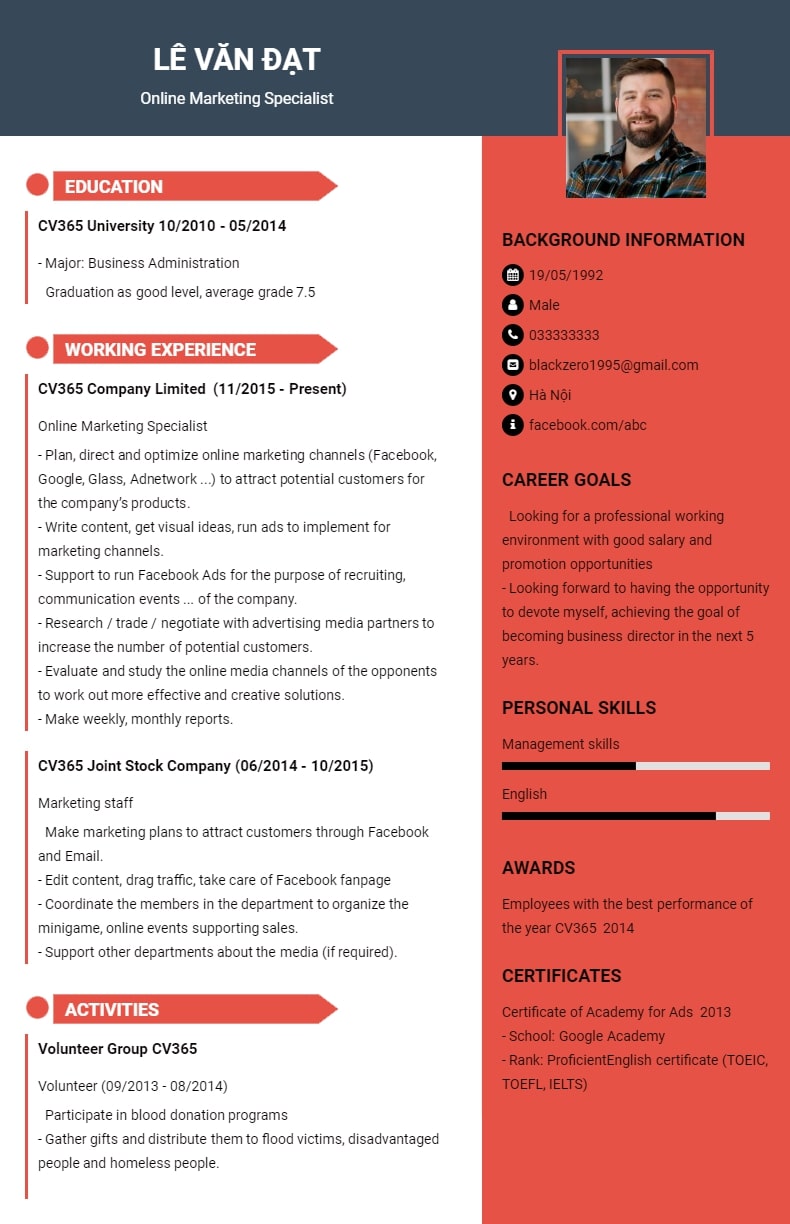 LÊ VĂN ĐẠT
Online Marketing Specialist
EDUCATION
CV365 University 10/2010 - 05/2014
- Major: Business Administration
Graduation as good level, average grade 7.5
WORKING EXPERIENCE
CV365 Company Limited (11/2015 - Present)
Online Marketing Specialist
- Plan, direct and optimize online marketing channels (Facebook,
Google, Glass, Adnetwork ...) to attract potential customers for
the company's products.
- Write content, get visual ideas, run ads to implement for
marketing channels.
- Support to run Facebook Ads for the purpose of recruiting,
communication events ... of the company.
- Research / trade / negotiate with advertising media partners to
increase the number of potential customers.
- Evaluate and study the online media channels of the opponents
to work out more effective and creative solutions.
- Make weekly, monthly reports.
CV365 Joint Stock Company (06/2014 - 10/2015)
Marketing staff
Make marketing plans to attract customers through Facebook
and Email.
- Edit content, drag traffic, take care of Facebook fanpage
- Coordinate the members in the department to organize the
minigame, online events supporting sales.
- Support other departments about the media (if required).
ACTIVITIES
Volunteer Group CV365
Volunteer (09/2013 - 08/2014)
Participate in blood donation programs
- Gather gifts and distribute them to flood victims, disadvantaged
people and homeless people.
BACKGROUND INFORMATION
19/05/1992
Male
033333333
blackzero1995@gmail.com
Hà Nội
facebook.com/abc
CAREER GOALS
Looking for a professional working
environment with good salary and
promotion opportunities
- Looking forward to having the opportunity
to devote myself, achieving the goal of
becoming business director in the next 5
years.
PERSONAL SKILLS
Management skills
English
AWARDS
Employees with the best performance of
the year CV365 2014
CERTIFICATES
Certificate of Academy for Ads 2013
- School: Google Academy
- Rank: ProficientEnglish certificate (TOEIC,
TOEFL, IELTS)